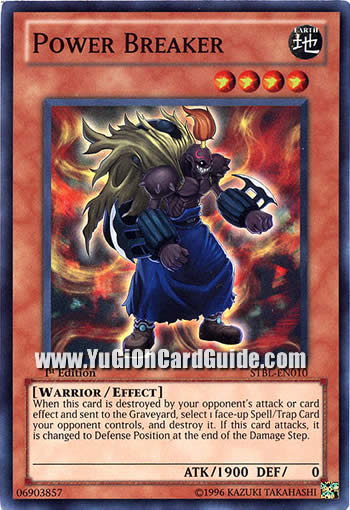 POWER BREAKER
EARTH
地
www.YuGiOhCardGuide.com
1st Edition
STBL-EN010
[WARRIOR/EFFECT]
When this card is destroyed by your opponent's attack or card
effect and sent to the Graveyard, select 1 face-up Spell/Trap Card
your opponent controls, and destroy it. If this card attacks, it
is changed to Defense Position at the end of the Damage Step.
ATK/1900 DEF/ 0
06903857
©1996 KAZUKI TAKAHASHI